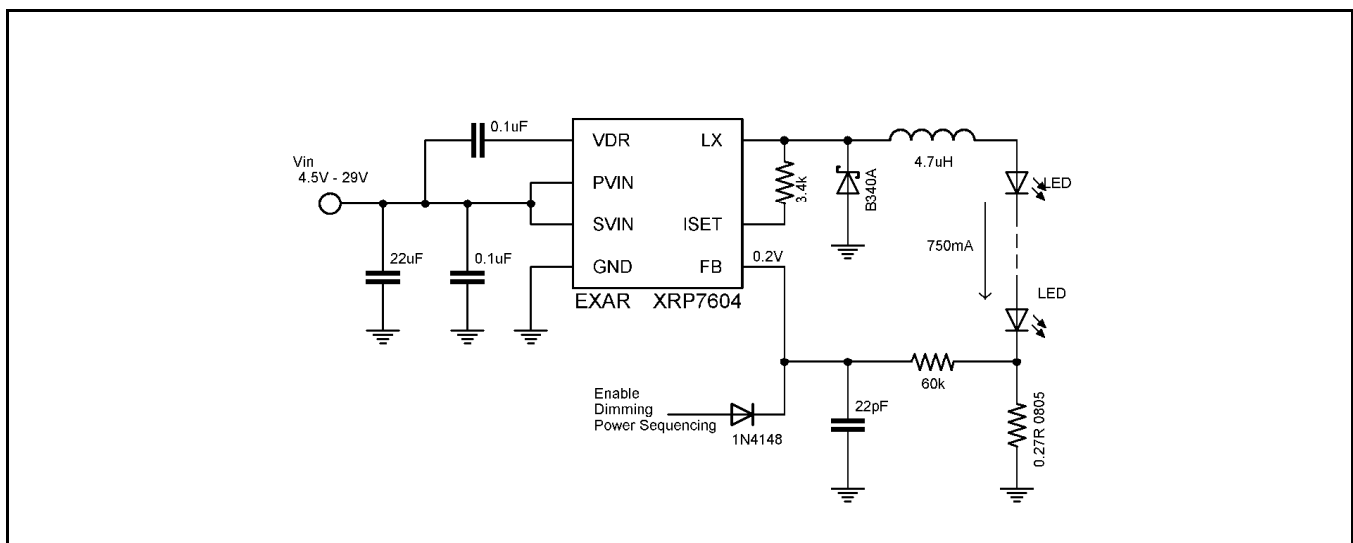 0.1uF
VDR
LX
Vin
4.5V - 29V
PVIN
3.4k
B340A
4.7uH
LED
SVIN
ISET
750mA
22uF
0.1uF
GND
FB
0.2V
EXAR XRP7604
LED
60k
Enable
Dimming
Power Sequencing
1N4148
22pF
0.27R 0805